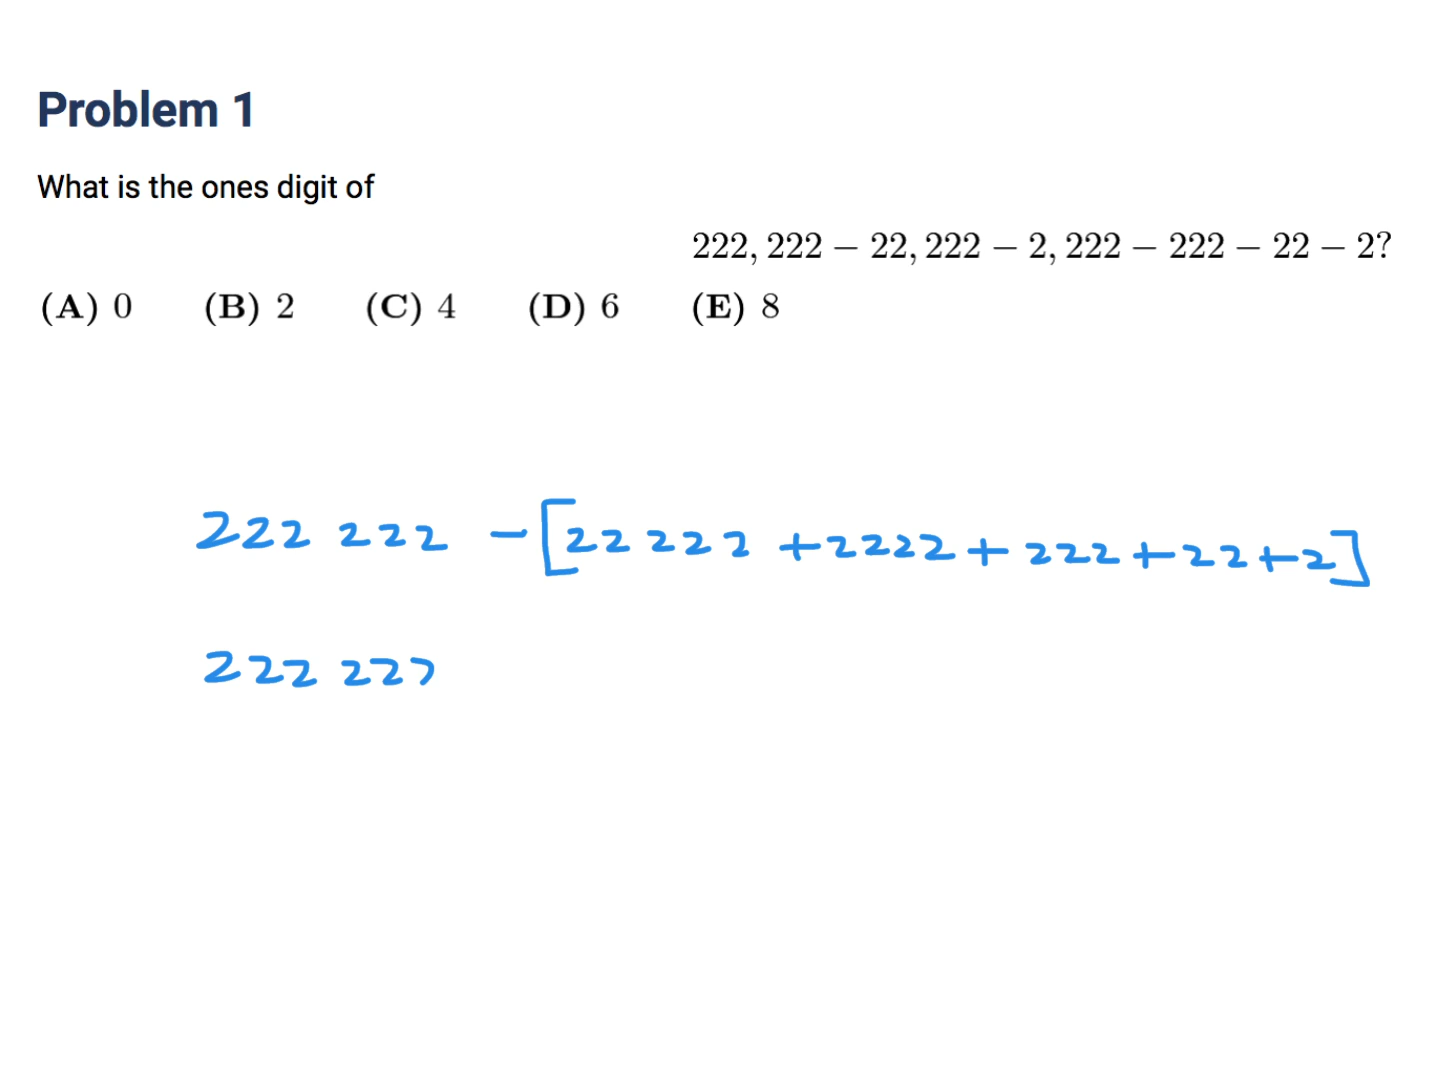 Problem 1
What is the ones digit of
222, 222 − 22, 222 − 2, 222 − 222 − 22 − 2?
(A) 0 (B) 2 (C) 4 (D) 6 (E) 8
222 222 - [22 222 + 2222 + 222 + 22 + 2]
222 222